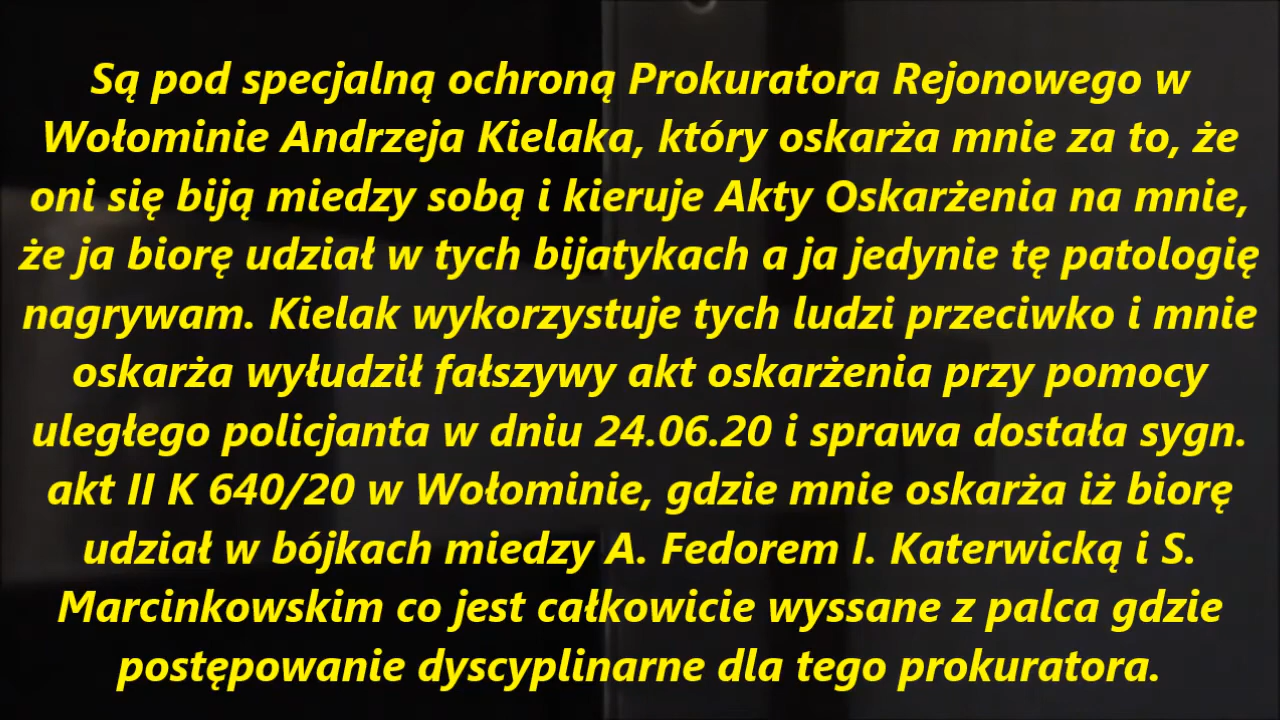 Są pod specjalną ochroną Prokuratora Rejonowego w
Wołominie Andrzeja Kielaka, który oskarża mnie za to, że
oni się biją miedzy sobą i kieruje Akty Oskarżenia na mnie,
że ja biorę udział w tych bijatykach a ja jedynie tę patologię
nagrywam. Kielak wykorzystuje tych ludzi przeciwko i mnie
oskarża wyłudził fałszywy akt oskarżenia przy pomocy
uległego policjanta w dniu 24.06.20 i sprawa dostała sygn.
akt II K 640/20 w Wołominie, gdzie mnie oskarża iż biorę
udział w bójkach miedzy A. Fedorem I. Katerwicką i S.
Marcinkowskim co jest całkowicie wyssane z palca gdzie
postępowanie dyscyplinarne dla tego prokuratora.